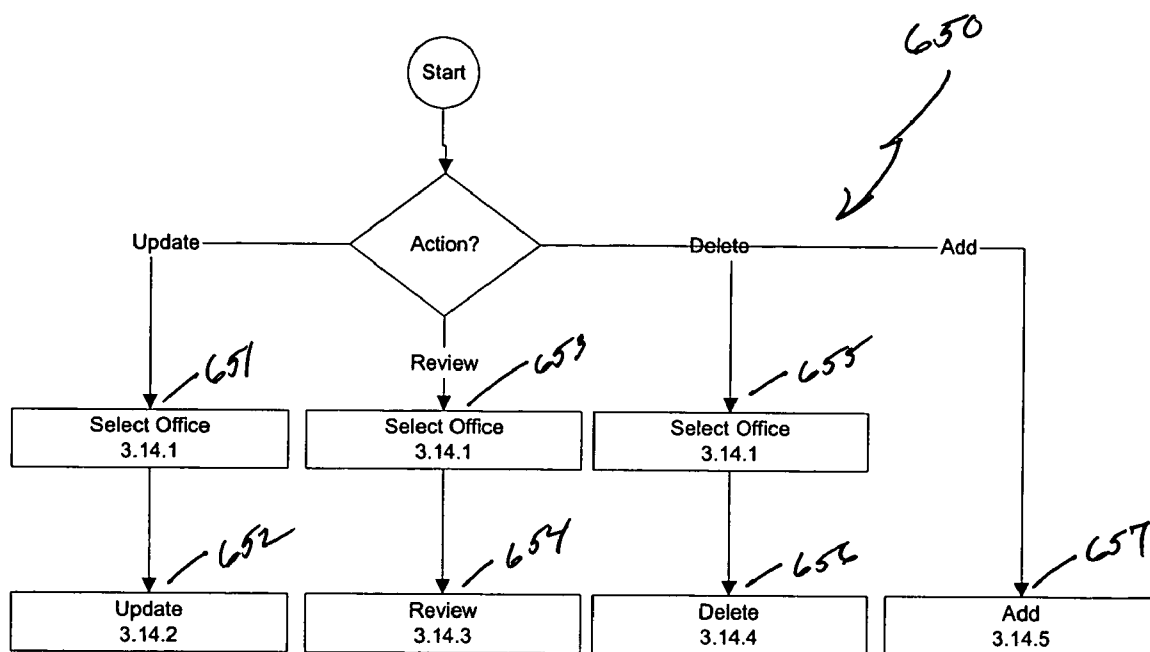 650
Start
Action?
Update
Delete
Add
Review
651
653
655
Select Office
3.14.1
Select Office
3.14.1
Select Office
3.14.1
652
654
656
657
Update
3.14.2
Review
3.14.3
Delete
3.14.4
Add
3.14.5